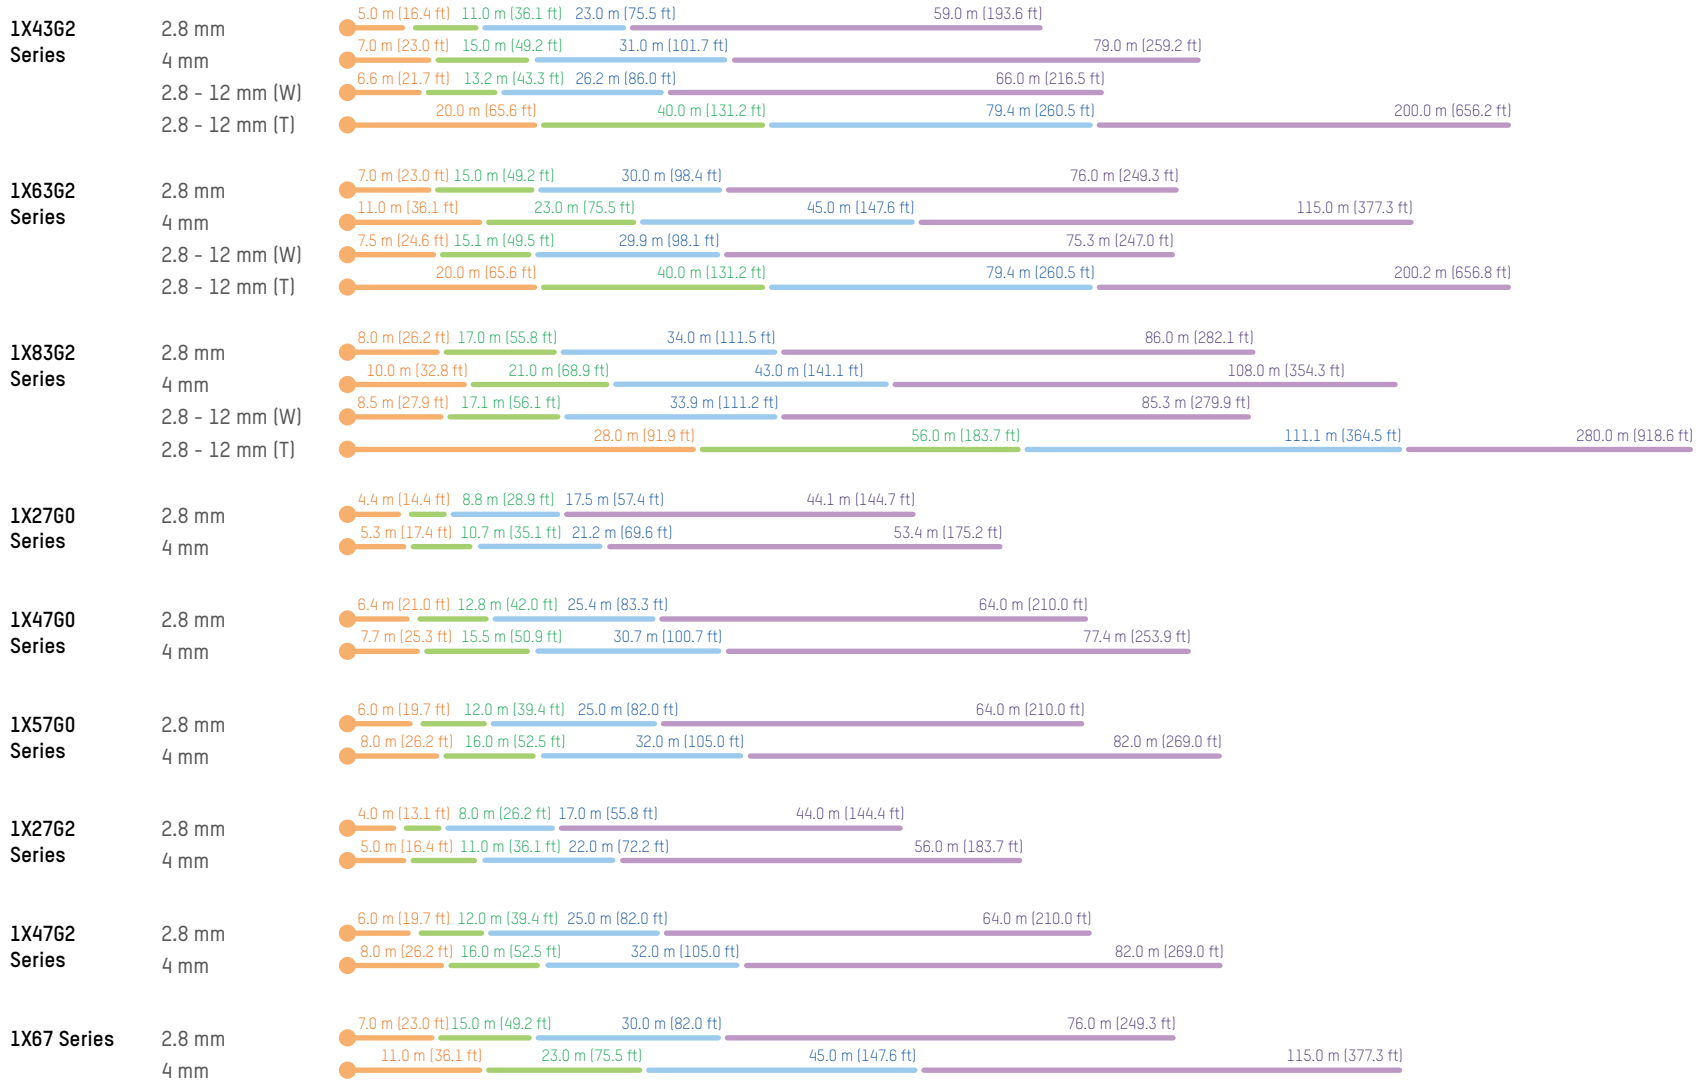 1X43G2 Series
2.8 mm 5.0 m (16.4 ft) 11.0 m (36.1 ft) 23.0 m (75.5 ft) 59.0 m (193.6 ft)
4 mm 7.0 m (23.0 ft) 15.0 m (49.2 ft) 31.0 m (101.7 ft) 79.0 m (259.2 ft)
2.8 - 12 mm (W) 6.6 m (21.7 ft) 13.2 m (43.3 ft) 26.2 m (86.0 ft) 66.0 m (216.5 ft)
2.8 - 12 mm (T) 20.0 m (65.6 ft) 40.0 m (131.2 ft) 79.4 m (260.5 ft) 200.0 m (656.2 ft)
1X63G2 Series
2.8 mm 7.0 m (23.0 ft) 15.0 m (49.2 ft) 30.0 m (98.4 ft) 76.0 m (249.3 ft)
4 mm 11.0 m (36.1 ft) 23.0 m (75.5 ft) 45.0 m (147.6 ft) 115.0 m (377.3 ft)
2.8 - 12 mm (W) 7.5 m (24.6 ft) 15.1 m (49.5 ft) 29.9 m (98.1 ft) 75.3 m (247.0 ft)
2.8 - 12 mm (T) 20.0 m (65.6 ft) 40.0 m (131.2 ft) 79.4 m (260.5 ft) 200.2 m (656.8 ft)
1X83G2 Series
2.8 mm 8.0 m (26.2 ft) 17.0 m (55.8 ft) 34.0 m (111.5 ft) 86.0 m (282.1 ft)
4 mm 10.0 m (32.8 ft) 21.0 m (68.9 ft) 43.0 m (141.1 ft) 108.0 m (354.3 ft)
2.8 - 12 mm (W) 8.5 m (27.9 ft) 17.1 m (56.1 ft) 33.9 m (111.2 ft) 85.3 m (279.9 ft)
2.8 - 12 mm (T) 28.0 m (91.9 ft) 56.0 m (183.7 ft) 111.1 m (364.5 ft) 280.0 m (918.6 ft)
1X27G0 Series
2.8 mm 4.4 m (14.4 ft) 8.8 m (28.9 ft) 17.5 m (57.4 ft) 44.1 m (144.7 ft)
4 mm 5.3 m (17.4 ft) 10.7 m (35.1 ft) 21.2 m (69.6 ft) 53.4 m (175.2 ft)
1X47G0 Series
2.8 mm 6.4 m (21.0 ft) 12.8 m (42.0 ft) 25.4 m (83.3 ft) 64.0 m (210.0 ft)
4 mm 7.7 m (25.3 ft) 15.5 m (50.9 ft) 30.7 m (100.7 ft) 77.4 m (253.9 ft)
1X57G0 Series
2.8 mm 6.0 m (19.7 ft) 12.0 m (39.4 ft) 25.0 m (82.0 ft) 64.0 m (210.0 ft)
4 mm 8.0 m (26.2 ft) 16.0 m (52.5 ft) 32.0 m (105.0 ft) 82.0 m (269.0 ft)
1X27G2 Series
2.8 mm 4.0 m (13.1 ft) 8.0 m (26.2 ft) 17.0 m (55.8 ft) 44.0 m (144.4 ft)
4 mm 5.0 m (16.4 ft) 11.0 m (36.1 ft) 22.0 m (72.2 ft) 56.0 m (183.7 ft)
1X47G2 Series
2.8 mm 6.0 m (19.7 ft) 12.0 m (39.4 ft) 25.0 m (82.0 ft) 64.0 m (210.0 ft)
4 mm 8.0 m (26.2 ft) 16.0 m (52.5 ft) 32.0 m (105.0 ft) 82.0 m (269.0 ft)
1X67 Series
2.8 mm 7.0 m (23.0 ft) 15.0 m (49.2 ft) 30.0 m (82.0 ft) 76.0 m (249.3 ft)
4 mm 11.0 m (36.1 ft) 23.0 m (75.5 ft) 45.0 m (147.6 ft) 115.0 m (377.3 ft)